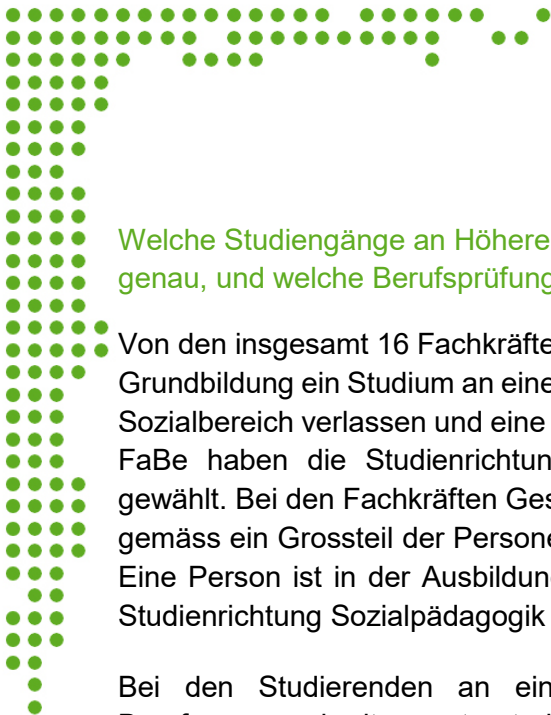 Welche Studiengänge an Höhere
genau, und welche Berufsprüfung
Von den insgesamt 16 Fachkräfte
Grundbildung ein Studium an eine
Sozialbereich verlassen und eine
FaBe haben die Studienrichtun
gewählt. Bei den Fachkräften Ges
gemäss ein Grossteil der Persone
Eine Person ist in der Ausbildun
Studienrichtung Sozialpädagogik
Bei den Studierenden an ein